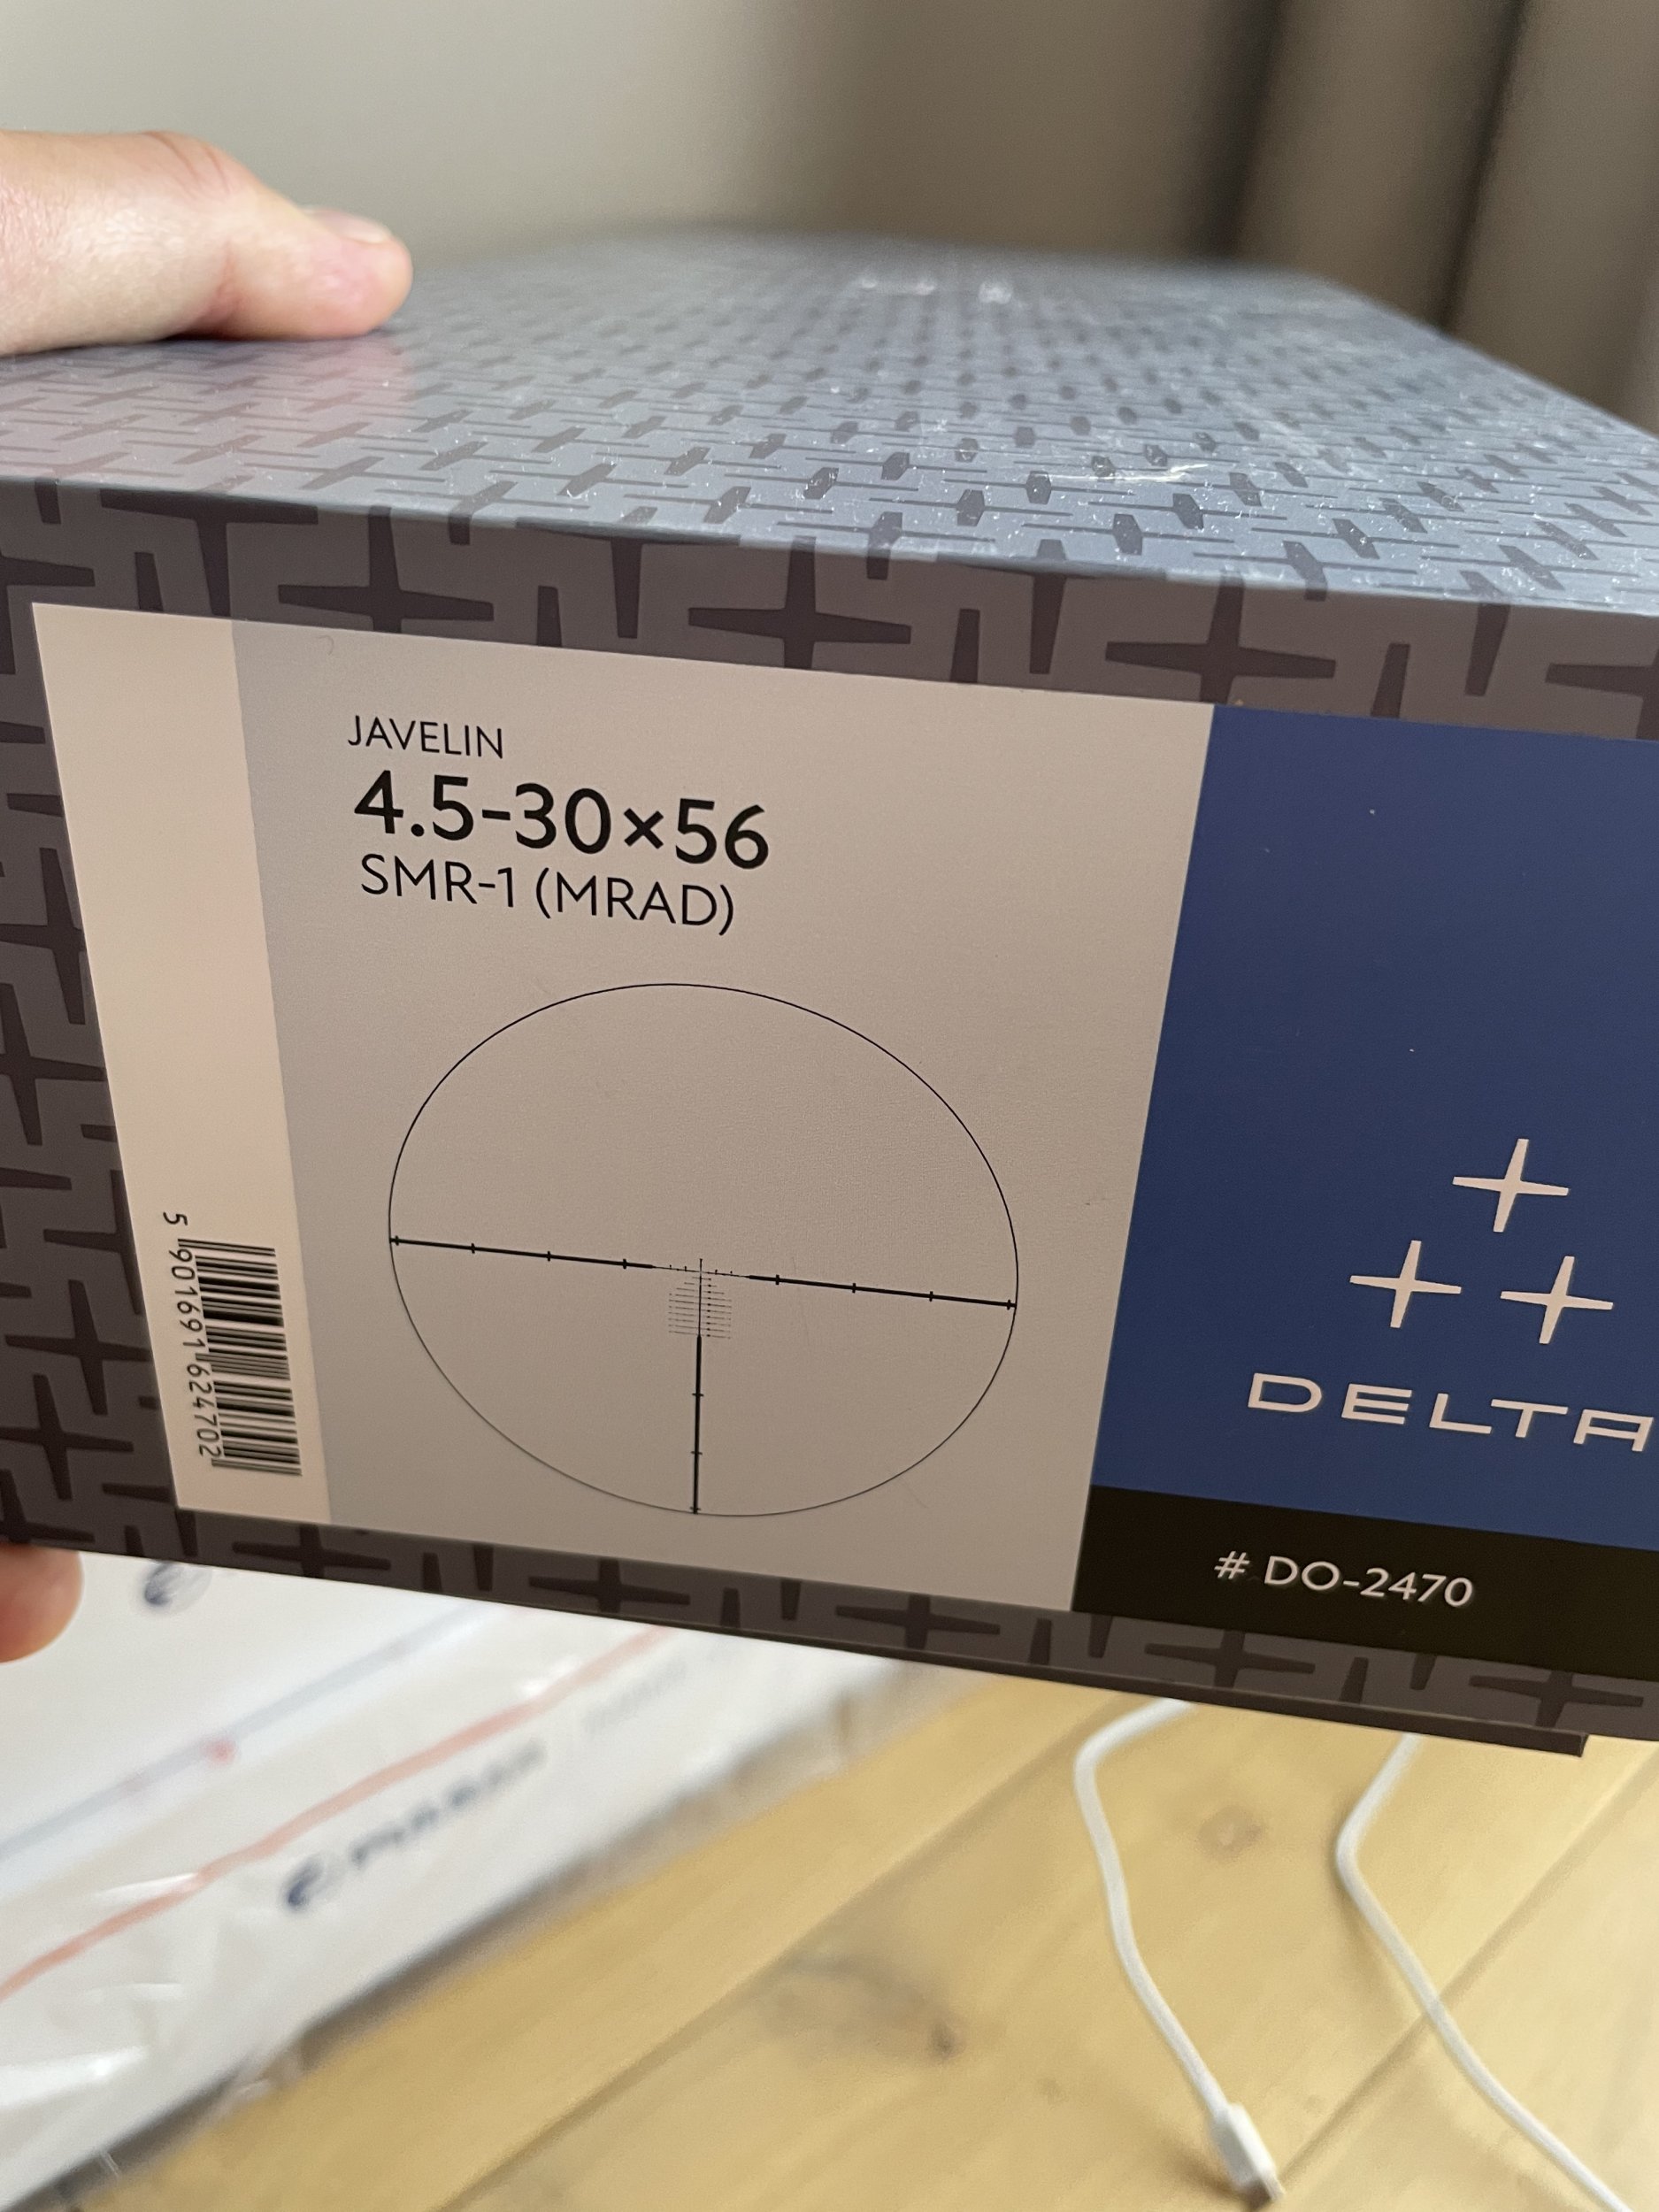 JAVELIN
4.5-30×56
SMR-1 (MRAD)
5 901691 624702
DELTA
# DO-2470